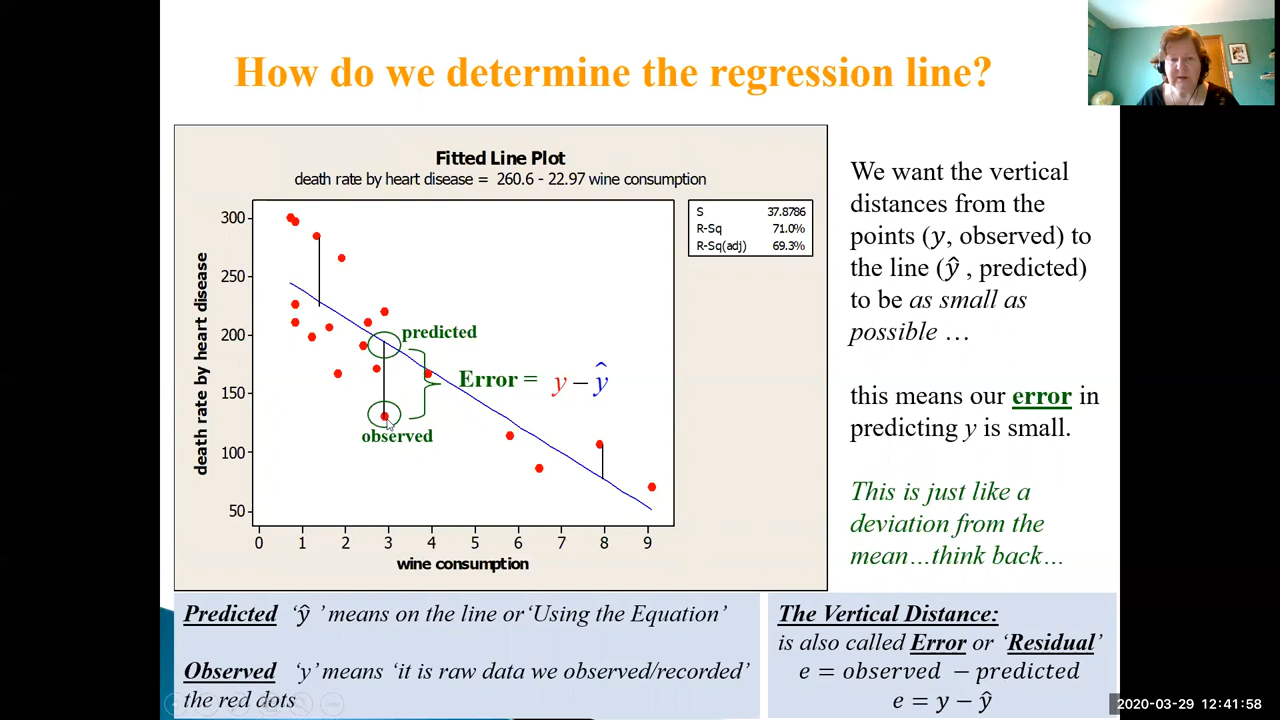 How do we determine the regression line?
Fitted Line Plot
death rate by heart disease = 260.6 - 22.97 wine consumption
S 37.8786
R-Sq 71.0%
R-Sq(adj) 69.3%
death rate by heart disease
300
250
200
150
100
50
predicted
Error = y − ŷ
observed
0 1 2 3 4 5 6 7 8 9
wine consumption
We want the vertical
distances from the
points (y, observed) to
the line (ŷ , predicted)
to be as small as
possible …
this means our error in
predicting y is small.
This is just like a
deviation from the
mean…think back…
Predicted ‘ŷ ’ means on the line or ‘Using the Equation’
Observed ‘y’ means ‘it is raw data we observed/recorded’
the red dots
The Vertical Distance:
is also called Error or ‘Residual’
e = observed − predicted
e = y − ŷ
2020-03-29 12:41:58